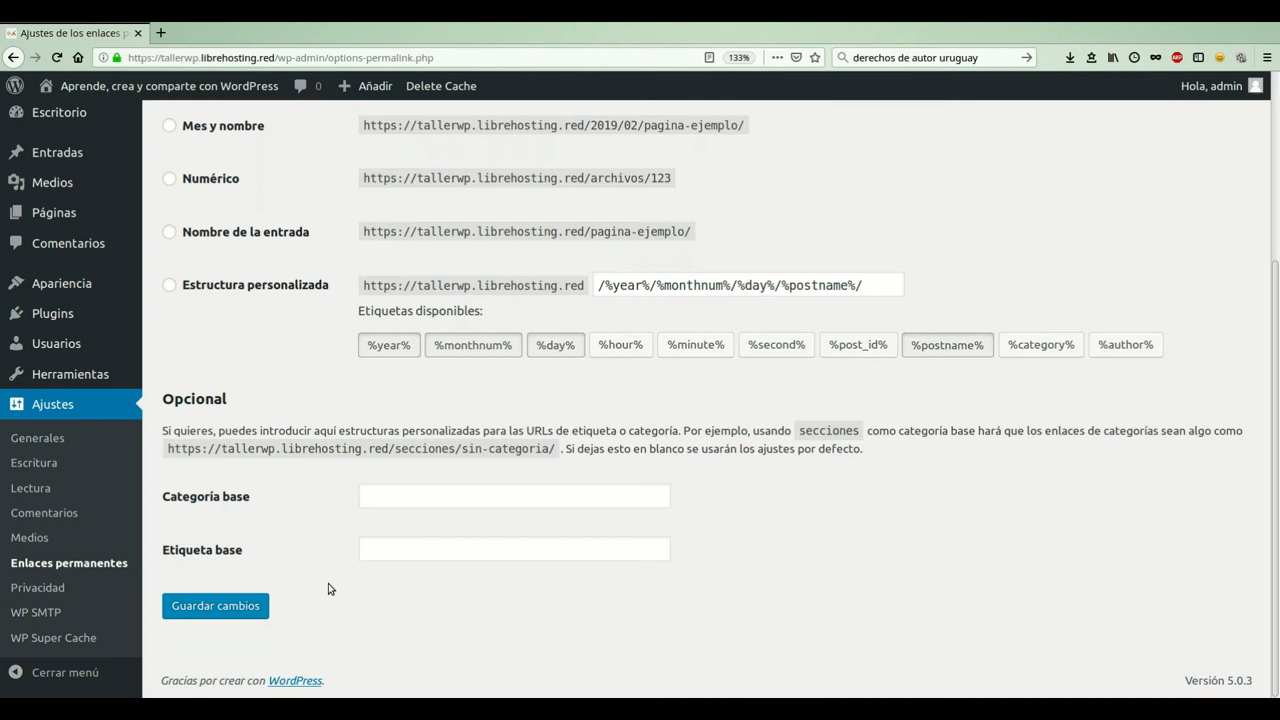 Ajustes de los enlaces p
https://tallerwp.librehosting.red/wp-admin/options-permalink.php
133%
derechos de autor uruguay
Aprende, crea y comparte con WordPress
0
Añadir
Delete Cache
Hola, admin
Escritorio
Entradas
Medios
Páginas
Comentarios
Apariencia
Plugins
Usuarios
Herramientas
Ajustes
Generales
Escritura
Lectura
Comentarios
Medios
Enlaces permanentes
Privacidad
WP SMTP
WP Super Cache
Cerrar menú
Mes y nombre
https://tallerwp.librehosting.red/2019/02/pagina-ejemplo/
Numérico
https://tallerwp.librehosting.red/archivos/123
Nombre de la entrada
https://tallerwp.librehosting.red/pagina-ejemplo/
Estructura personalizada
https://tallerwp.librehosting.red
/%year%/%monthnum%/%day%/%postname%/
Etiquetas disponibles:
%year% %monthnum% %day% %hour% %minute% %second% %post_id% %postname% %category% %author%
Opcional
Si quieres, puedes introducir aquí estructuras personalizadas para las URLs de etiqueta o categoría. Por ejemplo, usando secciones como categoría base hará que los enlaces de categorías sean algo como
https://tallerwp.librehosting.red/secciones/sin-categoria/ . Si dejas esto en blanco se usarán los ajustes por defecto.
Categoría base
Etiqueta base
Guardar cambios
Gracias por crear con WordPress.
Versión 5.0.3